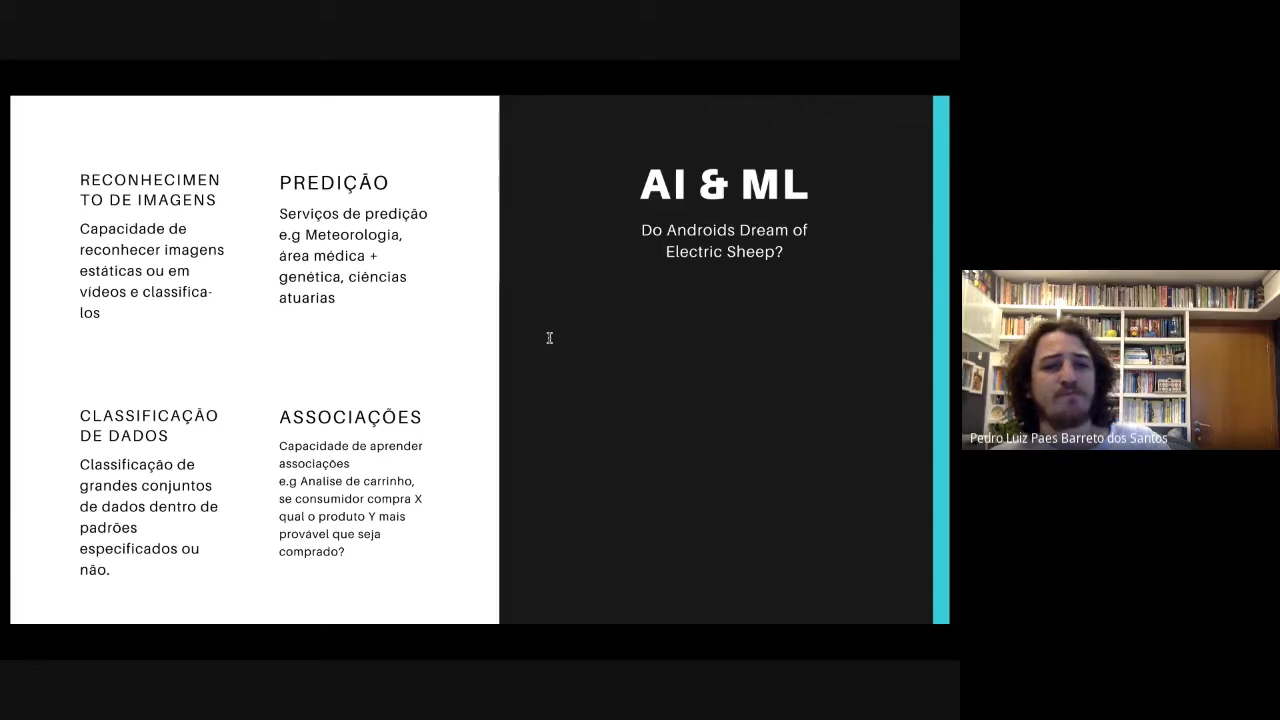 RECONHECIMEN
TO DE IMAGENS
Capacidade de
reconhecer imagens
estáticas ou em
vídeos e classifica-
los
PREDIÇÃO
Serviços de predição
e.g Meteorologia,
área médica +
genética, ciências
atuarias
CLASSIFICAÇÃO
DE DADOS
Classificação de
grandes conjuntos
de dados dentro de
padrões
especificados ou
não.
ASSOCIAÇÕES
Capacidade de aprender
associações
e.g Analise de carrinho,
se consumidor compra X
qual o produto Y mais
provável que seja
comprado?
AI & ML
Do Androids Dream of
Electric Sheep?
Pedro Luiz Paes Barreto dos Santos